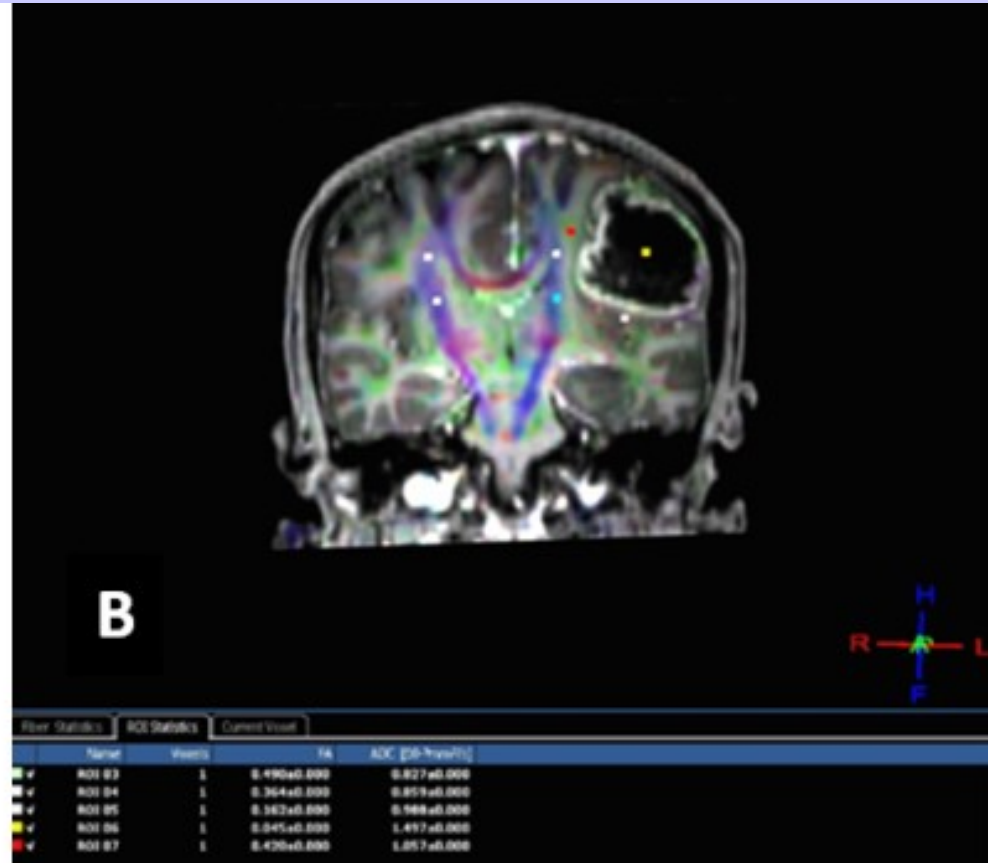 B
H
R A L
F
Fiber Statistics ROI Statistics Current Voxel
Name Voxels FA ADC
ROI 03 1 0.490±0.000 0.827±0.000
ROI 04 1 0.364±0.000 0.859±0.000
ROI 05 1 0.162±0.000 0.988±0.000
ROI 06 1 0.045±0.000 1.497±0.000
ROI 07 1 0.420±0.000 1.057±0.000